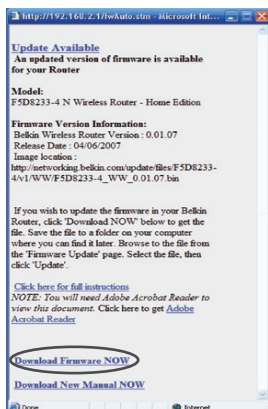 http://192.168.2.1/fwAuto.stm - Microsoft Int...
Update Available
An updated version of firmware is available
for your Router
Model:
F5D8233-4 N Wireless Router - Home Edition
Firmware Version Information:
Belkin Wireless Router Version : 0.01.07
Release Date : 04/06/2007
Image location :
http://networking.belkin.com/update/files/F5D8233-
4/v1/WW/F5D8233-4_WW_0.01.07.bin
If you wish to update the firmware in your Belkin
Router, click 'Download NOW' below to get the
file. Save the file to a folder on your computer
where you can find it later. Browse to the file from
the 'Firmware Update' page. Select the file, then
click 'Update'.
Click here for full instructions
NOTE: You will need Adobe Acrobat Reader to
view this document. Click here to get Adobe
Acrobat Reader
Download Firmware NOW
Download New Manual NOW
Done Internet